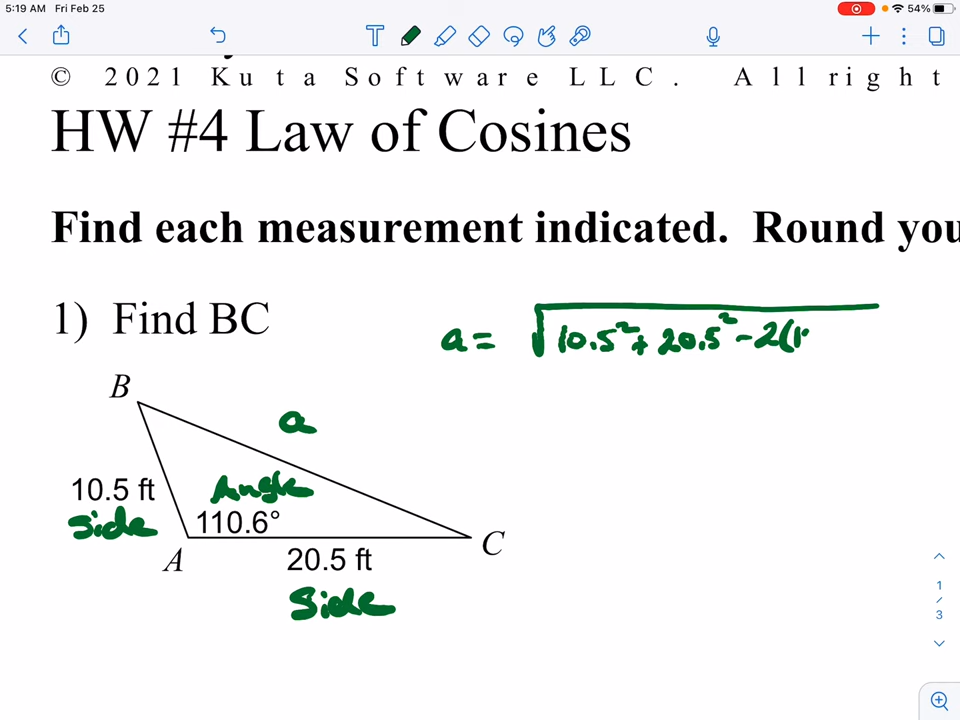 5:19 AM Fri Feb 25
54%
© 2021 Kuta Software LLC. All right
HW #4 Law of Cosines
Find each measurement indicated. Round you
1) Find BC
a = √10.5² + 20.5² - 2(1
B
a
10.5 ft
Angle
Side
110.6°
A
20.5 ft
C
Side
1
/
3